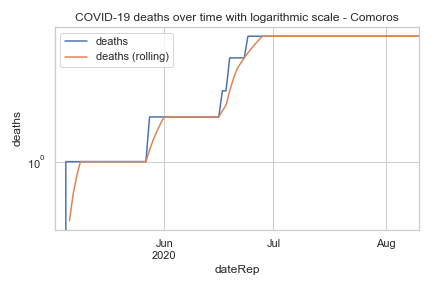 COVID-19 deaths over time with logarithmic scale - Comoros
deaths
deaths (rolling)
deaths
10⁰
Jun
2020
Jul
Aug
dateRep